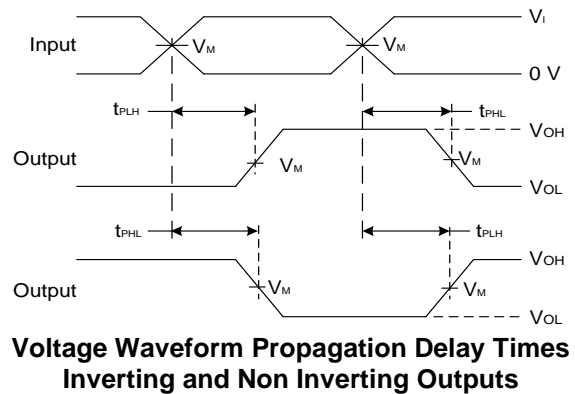 VI
Input VM VM
0 V
tPLH tPHL
VOH
Output VM VM
VOL
tPHL tPLH
VOH
Output VM VM
VOL
Voltage Waveform Propagation Delay Times
Inverting and Non Inverting Outputs